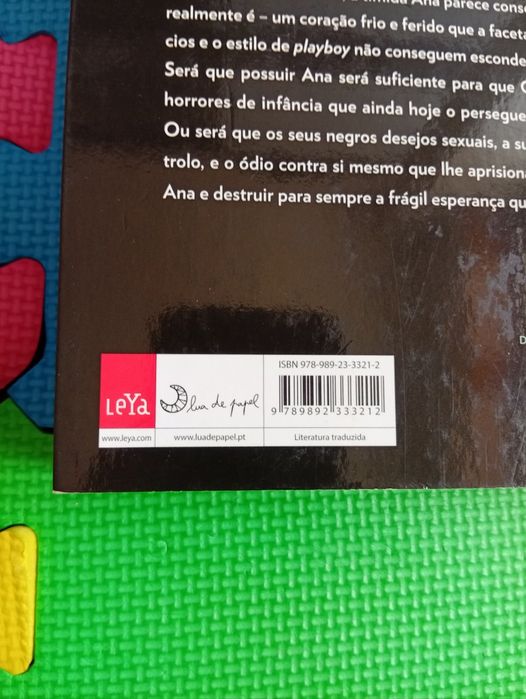 Ana parece cons
realmente é – um coração frio e ferido que a faceta
cios e o estilo de playboy não conseguem esconde
Será que possuir Ana será suficiente para que
horrores de infância que ainda hoje o persegue
Ou será que os seus negros desejos sexuais, a su
trolo, e o ódio contra si mesmo que lhe aprision
Ana e destruir para sempre a frágil esperança qu
D
ISBN 978-989-23-3321-2
LeYa
lua de papel
9 789892 333212
www.leya.com
www.luadepapel.pt
Literatura traduzida